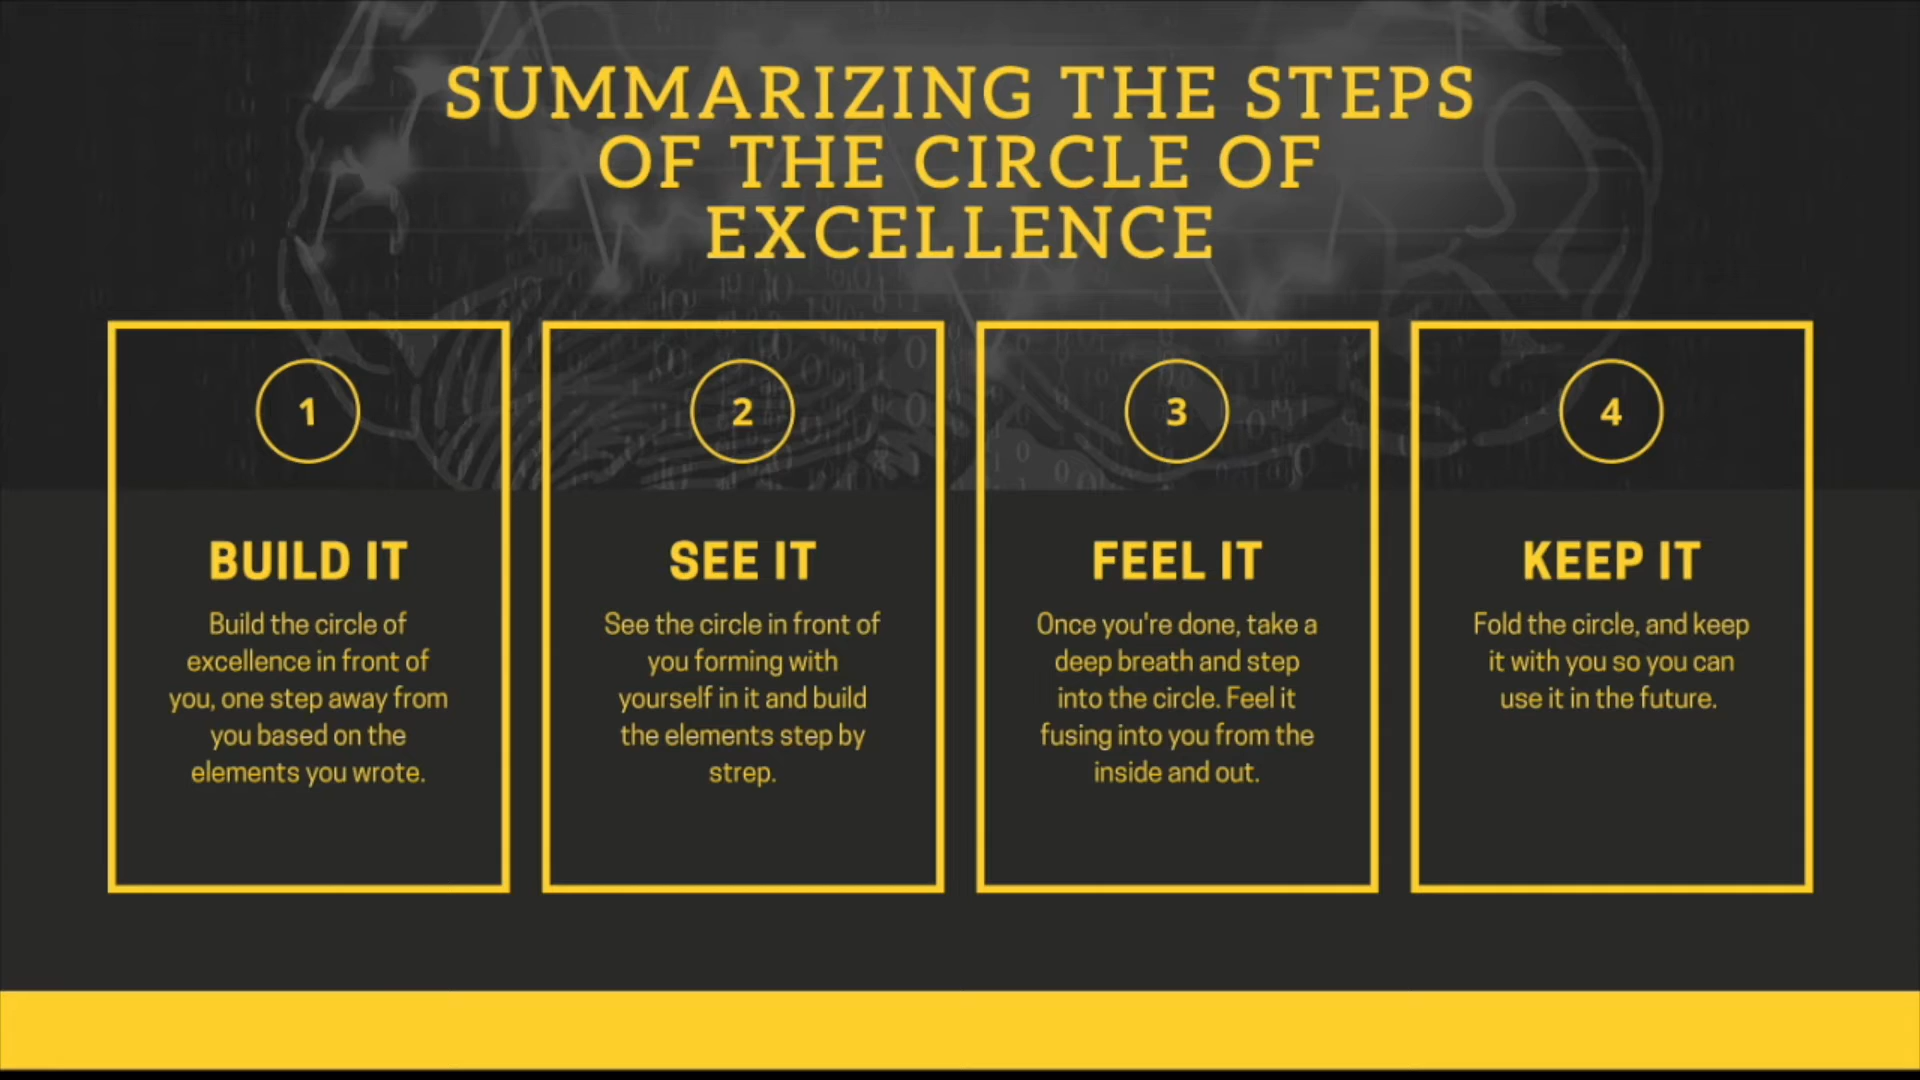 SUMMARIZING THE STEPS
OF THE CIRCLE OF
EXCELLENCE
1
BUILD IT
Build the circle of
excellence in front of
you, one step away from
you based on the
elements you wrote.
2
SEE IT
See the circle in front of
you forming with
yourself in it and build
the elements step by
strep.
3
FEEL IT
Once you're done, take a
deep breath and step
into the circle. Feel it
fusing into you from the
inside and out.
4
KEEP IT
Fold the circle, and keep
it with you so you can
use it in the future.